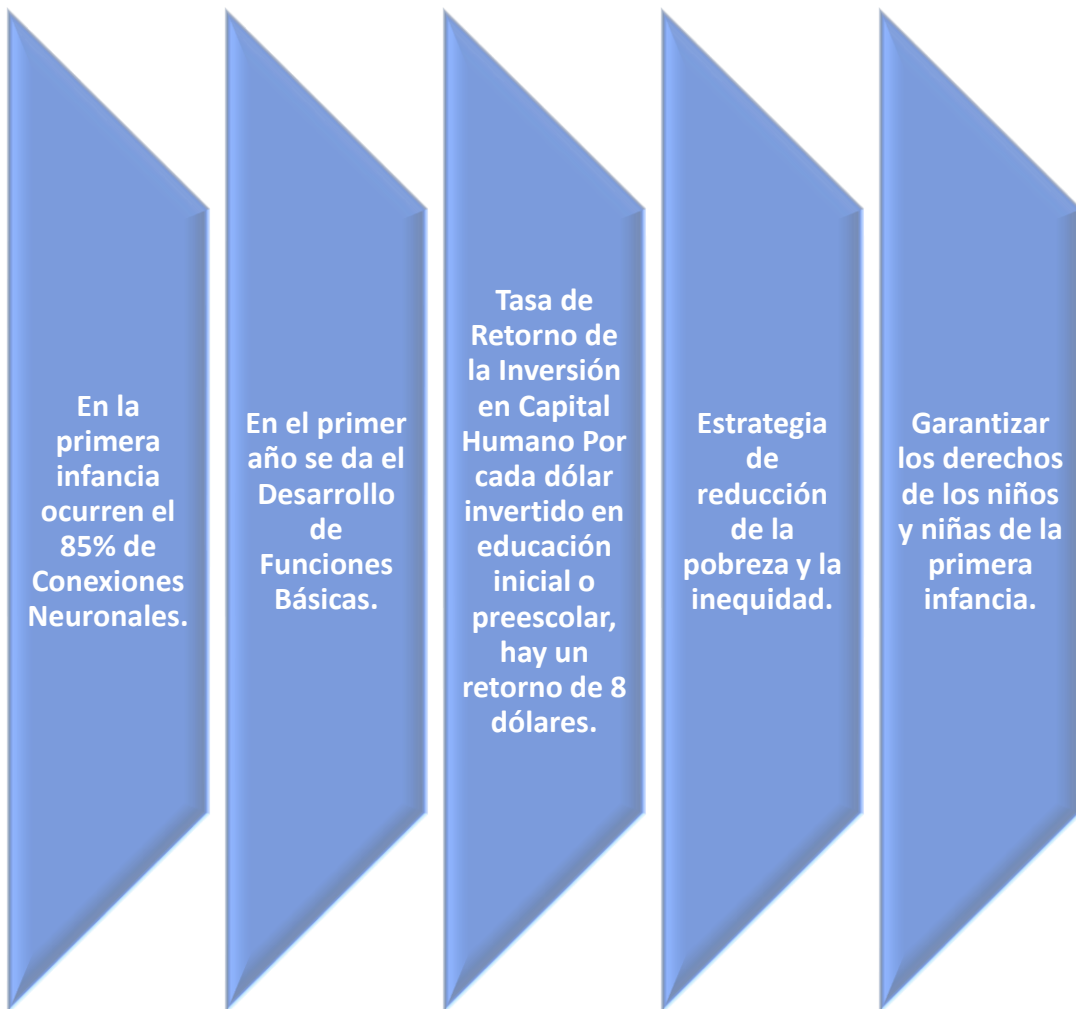 En la
primera
infancia
ocurren el
85% de
Conexiones
Neuronales.
En el primer
año se da el
Desarrollo
de
Funciones
Básicas.
Tasa de
Retorno de
la Inversión
en Capital
Humano Por
cada dólar
invertido en
educación
inicial o
preescolar,
hay un
retorno de 8
dólares.
Estrategia
de
reducción
de la
pobreza y la
inequidad.
Garantizar
los derechos
de los niños
y niñas de la
primera
infancia.